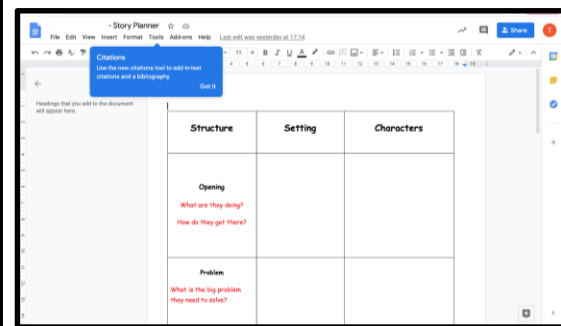 - Story Planner
File Edit View Insert Format Tools Add-ons Help Last edit was yesterday at 17:14
Share
T
11
B I U A
Citations
Use the new citations tool to add in-text
citations and a bibliography.
Got it
Headings that you add to the document
will appear here.
Structure Setting Characters
Opening
What are they doing?
How do they get there?
Problem
What is the big problem
they need to solve?